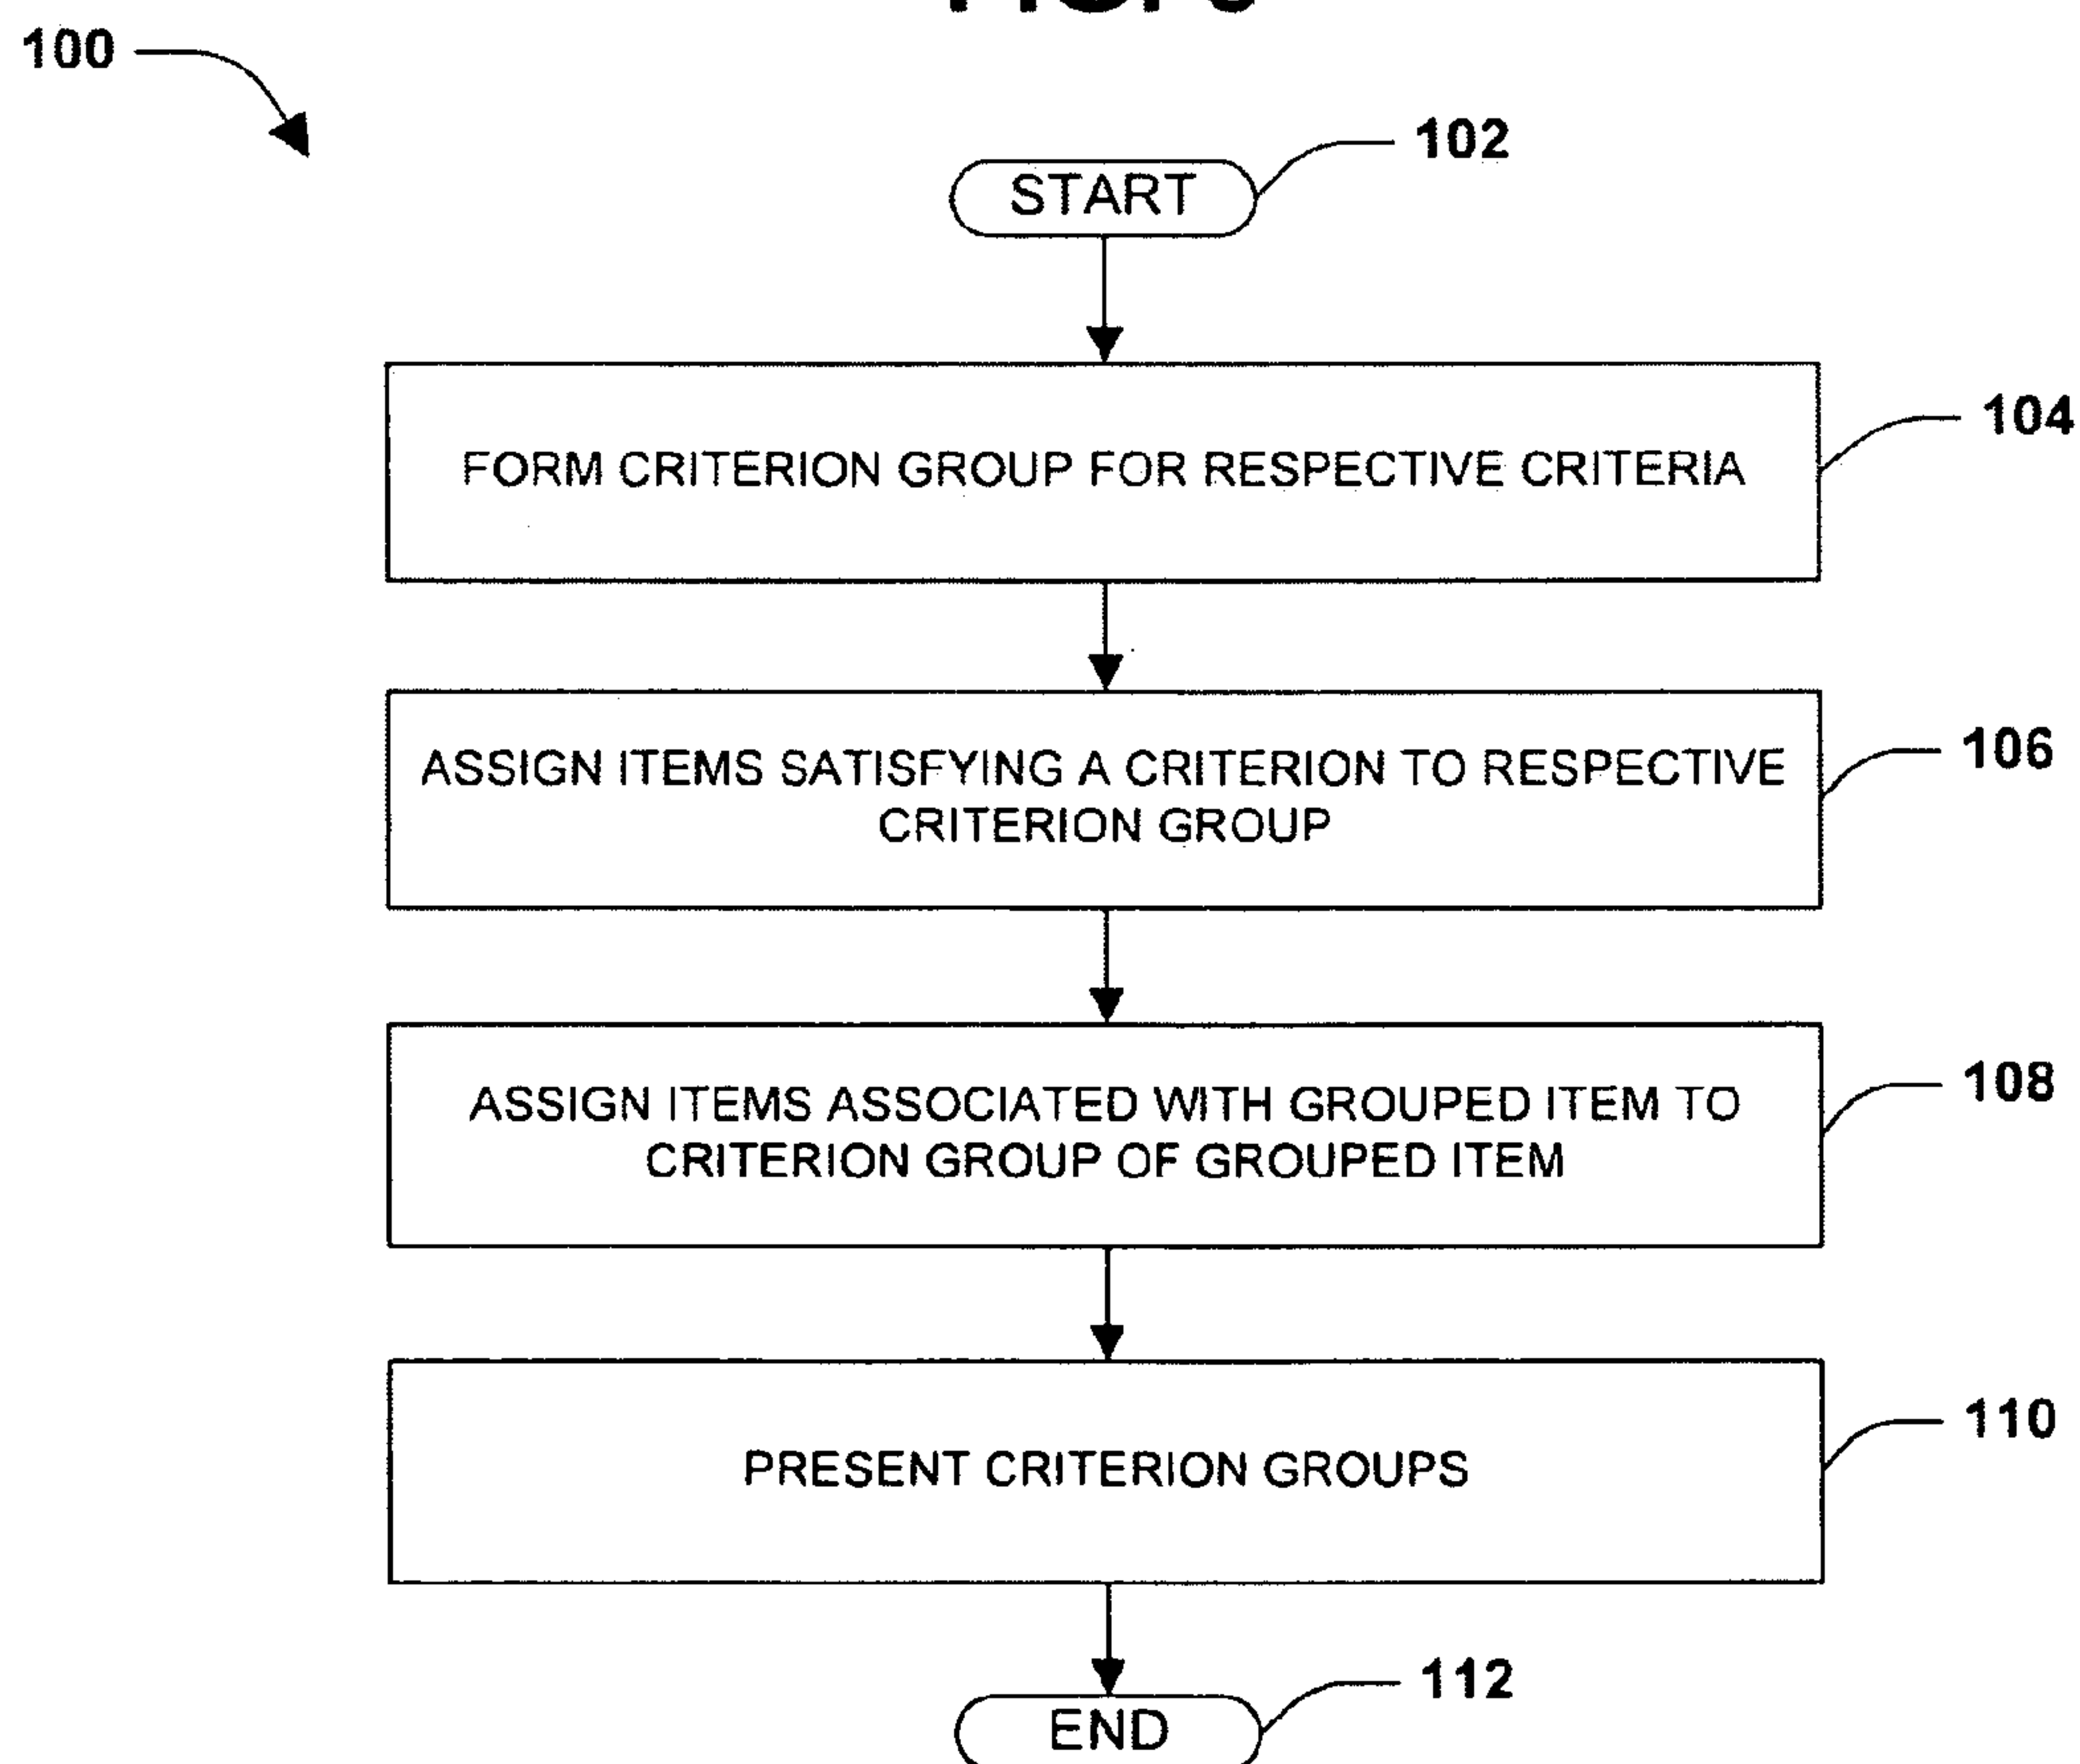 100
102
START
104
FORM CRITERION GROUP FOR RESPECTIVE CRITERIA
106
ASSIGN ITEMS SATISFYING A CRITERION TO RESPECTIVE
CRITERION GROUP
108
ASSIGN ITEMS ASSOCIATED WITH GROUPED ITEM TO
CRITERION GROUP OF GROUPED ITEM
110
PRESENT CRITERION GROUPS
112
END